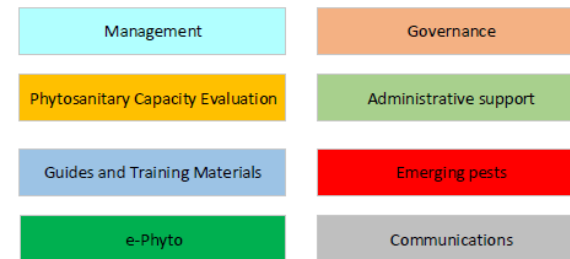 Management
Governance
Phytosanitary Capacity Evaluation
Administrative support
Guides and Training Materials
Emerging pests
e-Phyto
Communications